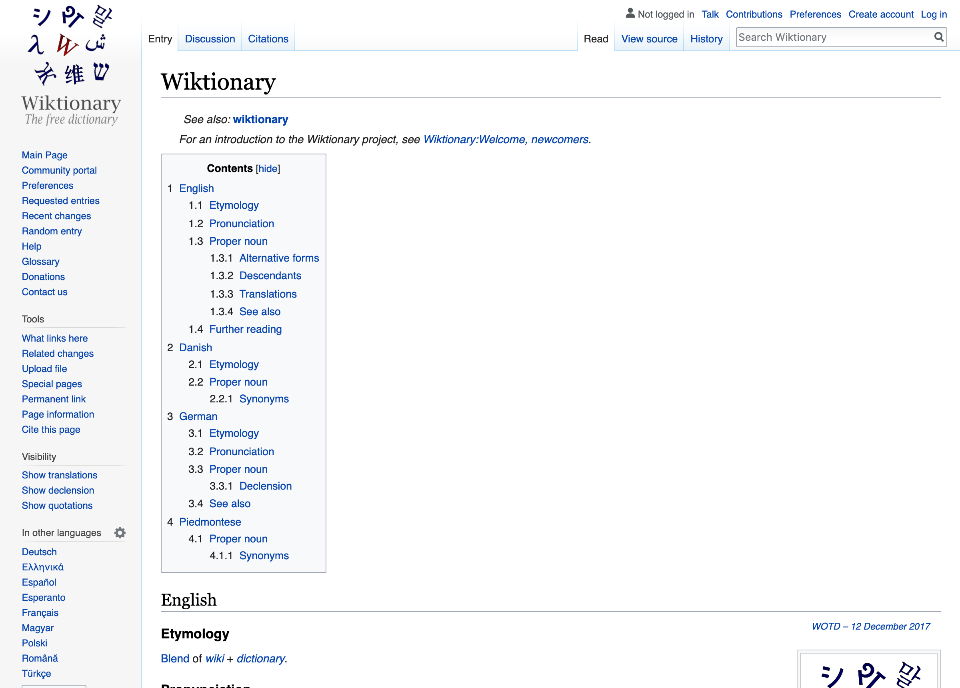 시 ארי 말
λ W ش
维 ש
Wiktionary
The free dictionary
Main Page
Community portal
Preferences
Requested entries
Recent changes
Random entry
Help
Glossary
Donations
Contact us
Tools
What links here
Related changes
Upload file
Special pages
Permanent link
Page information
Cite this page
Visibility
Show translations
Show declension
Show quotations
In other languages
Deutsch
Ελληνικά
Español
Esperanto
Français
Magyar
Polski
Română
Türkçe
Not logged in Talk Contributions Preferences Create account Log in
Entry Discussion Citations Read View source History Search Wiktionary
Wiktionary
See also: wiktionary
For an introduction to the Wiktionary project, see Wiktionary:Welcome, newcomers.
Contents [hide]
1 English
1.1 Etymology
1.2 Pronunciation
1.3 Proper noun
1.3.1 Alternative forms
1.3.2 Descendants
1.3.3 Translations
1.3.4 See also
1.4 Further reading
2 Danish
2.1 Etymology
2.2 Proper noun
2.2.1 Synonyms
3 German
3.1 Etymology
3.2 Pronunciation
3.3 Proper noun
3.3.1 Declension
3.4 See also
4 Piedmontese
4.1 Proper noun
4.1.1 Synonyms
English
WOTD – 12 December 2017
Etymology
Blend of wiki + dictionary.
Pronunciation